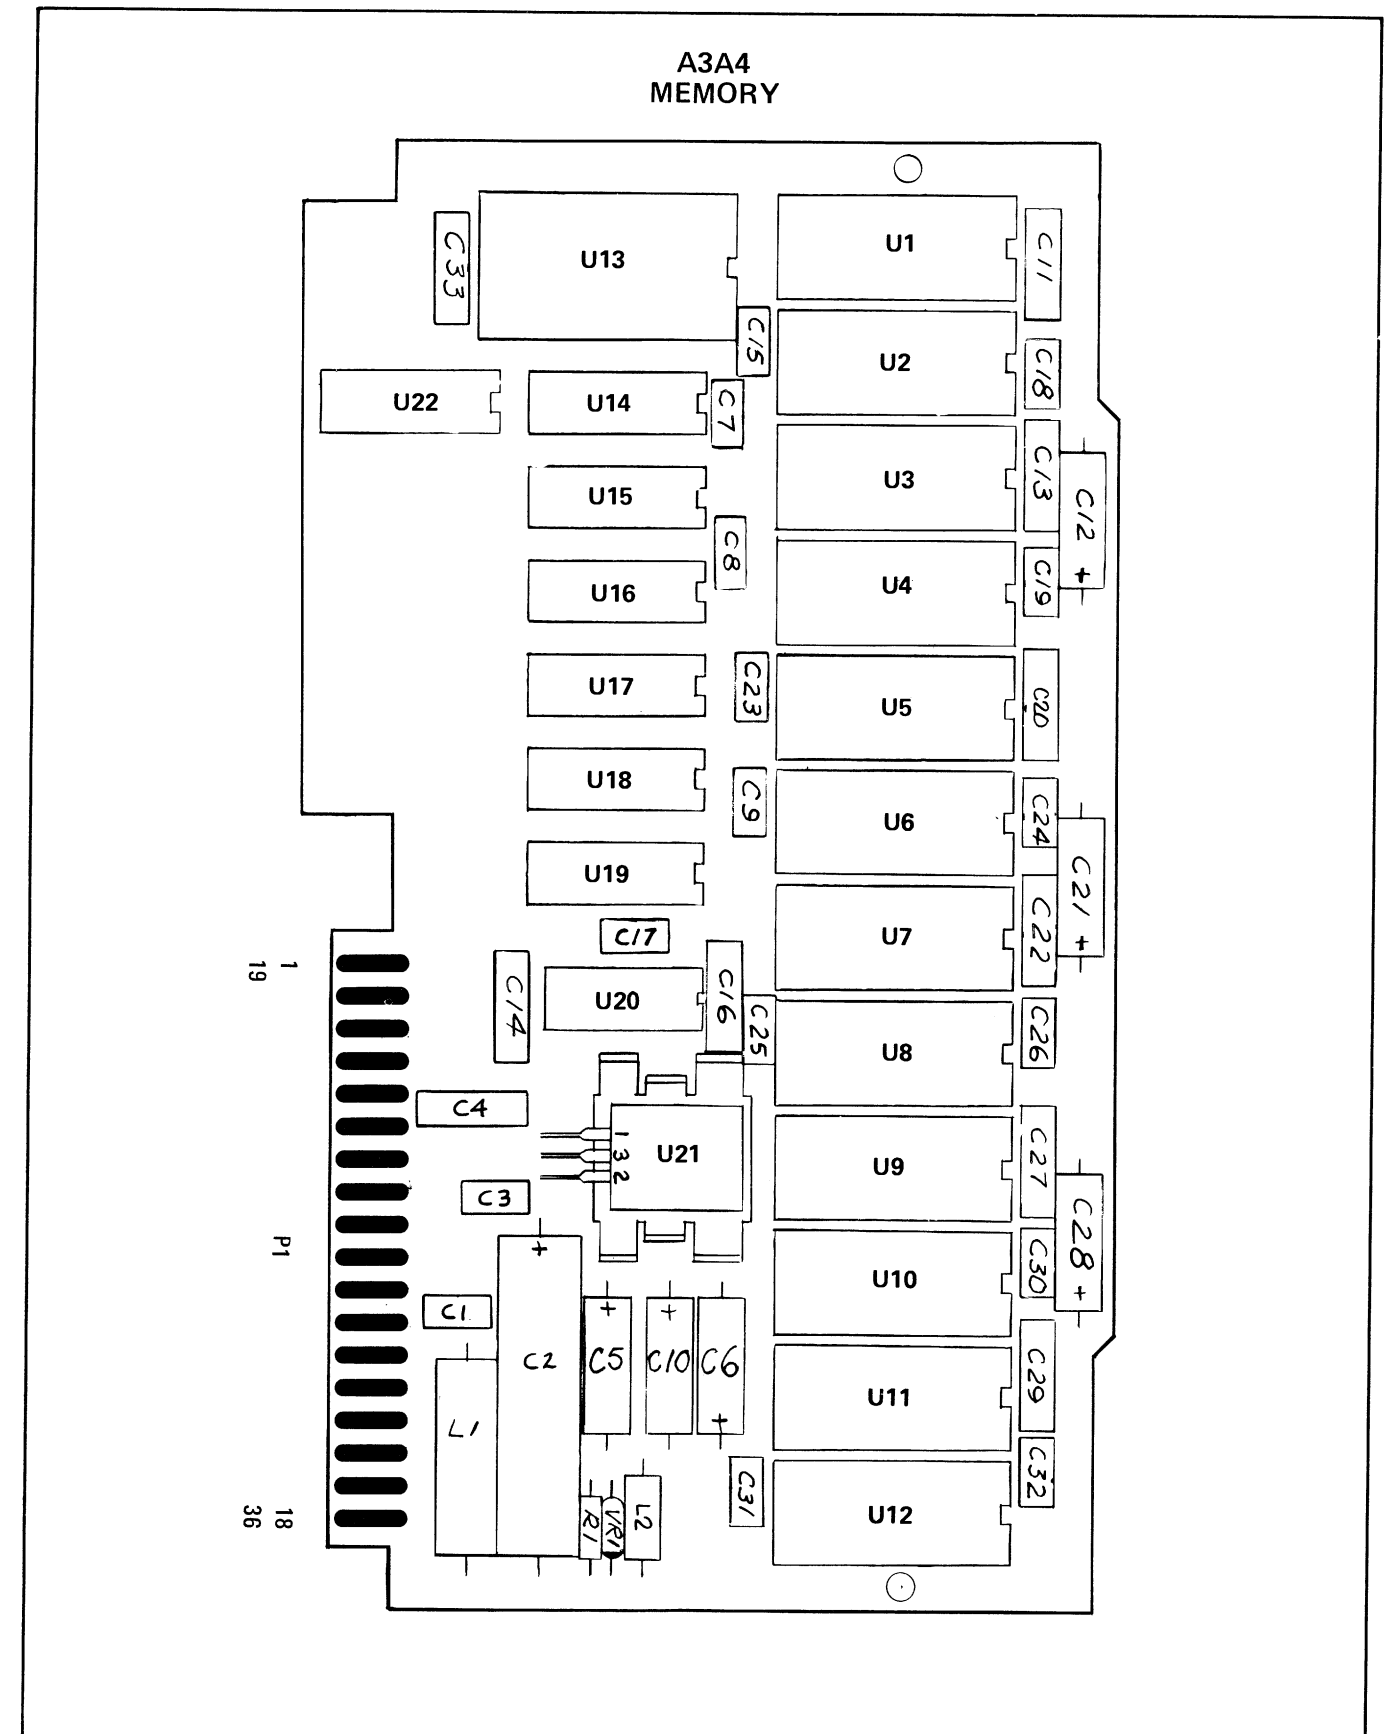 A3A4
MEMORY
U13
U1
C33
C11
C15
U2
C18
U22
U14
C7
U3
C13
C12
+
U15
C8
U16
U4
C19
U17
C23
U5
C20
U18
C9
U6
C24
C21
+
U19
C17
U7
C22
1
19
C14
U20
C16
C25
U8
C26
C4
1
3
2
U21
U9
C27
C3
P1
+
C28
+
U10
C30
C1
C2
+
C5
+
C10
C6
+
L1
U11
C29
18
36
R1
VR1
L2
C31
U12
C32